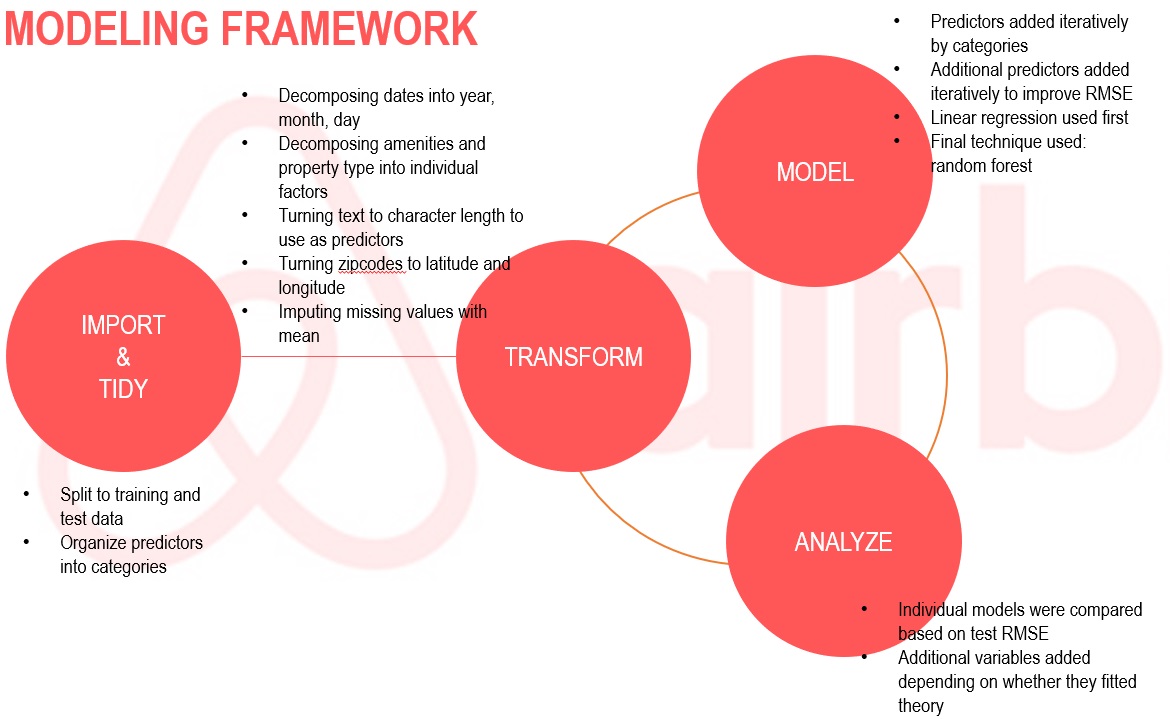 MODELING FRAMEWORK
• Predictors added iteratively
by categories
• Additional predictors added
iteratively to improve RMSE
• Linear regression used first
• Final technique used:
random forest
MODEL
• Decomposing dates into year,
month, day
• Decomposing amenities and
property type into individual
factors
• Turning text to character length to
use as predictors
• Turning zipcodes to latitude and
longitude
• Imputing missing values with
mean
IMPORT
&
TIDY
TRANSFORM
airb
• Split to training and
test data
• Organize predictors
into categories
ANALYZE
• Individual models were compared
based on test RMSE
• Additional variables added
depending on whether they fitted
theory